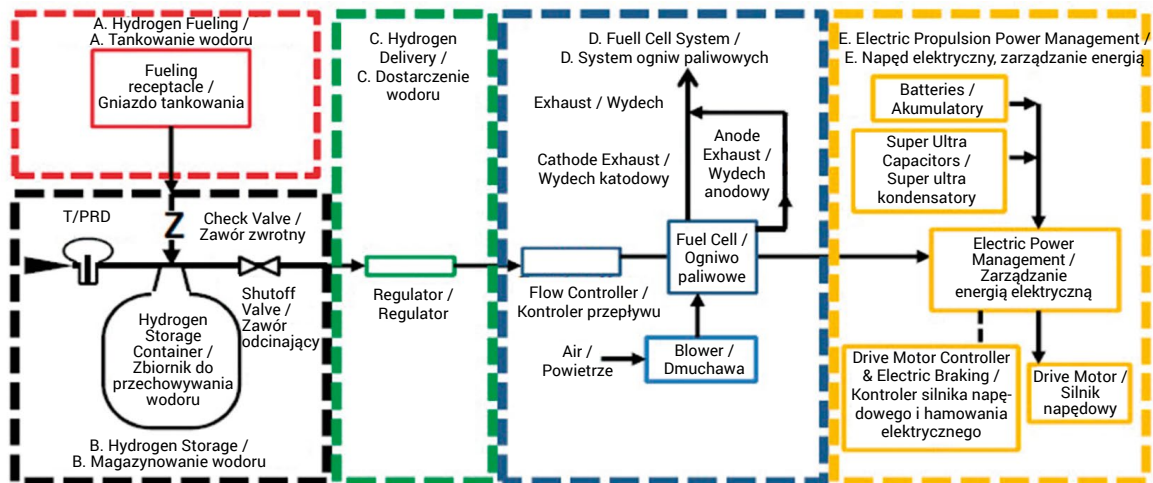 A. Hydrogen Fueling /
A. Tankowanie wodoru
Fueling
receptacle /
Gniazdo tankowania
T/PRD
Z
Check Valve /
Zawór zwrotny
Shutoff
Valve /
Zawór
odcinający
Hydrogen
Storage
Container /
Zbiornik do
przechowywania
wodoru
B. Hydrogen Storage /
B. Magazynowanie wodoru
C. Hydrogen
Delivery /
C. Dostarczenie
wodoru
Regulator /
Regulator
D. Fuell Cell System /
D. System ogniw paliwowych
Exhaust / Wydech
Cathode Exhaust /
Wydech katodowy
Anode
Exhaust /
Wydech
anodowy
Fuel Cell /
Ogniwo
paliwowe
Flow Controller /
Kontroler przepływu
Air /
Powietrze
Blower /
Dmuchawa
E. Electric Propulsion Power Management /
E. Napęd elektryczny, zarządzanie energią
Batteries /
Akumulatory
Super Ultra
Capacitors /
Super ultra
kondensatory
Electric Power
Management /
Zarządzanie
energią elektryczną
Drive Motor Controller
& Electric Braking /
Kontroler silnika napę-
dowego i hamowania
elektrycznego
Drive Motor /
Silnik
napędowy